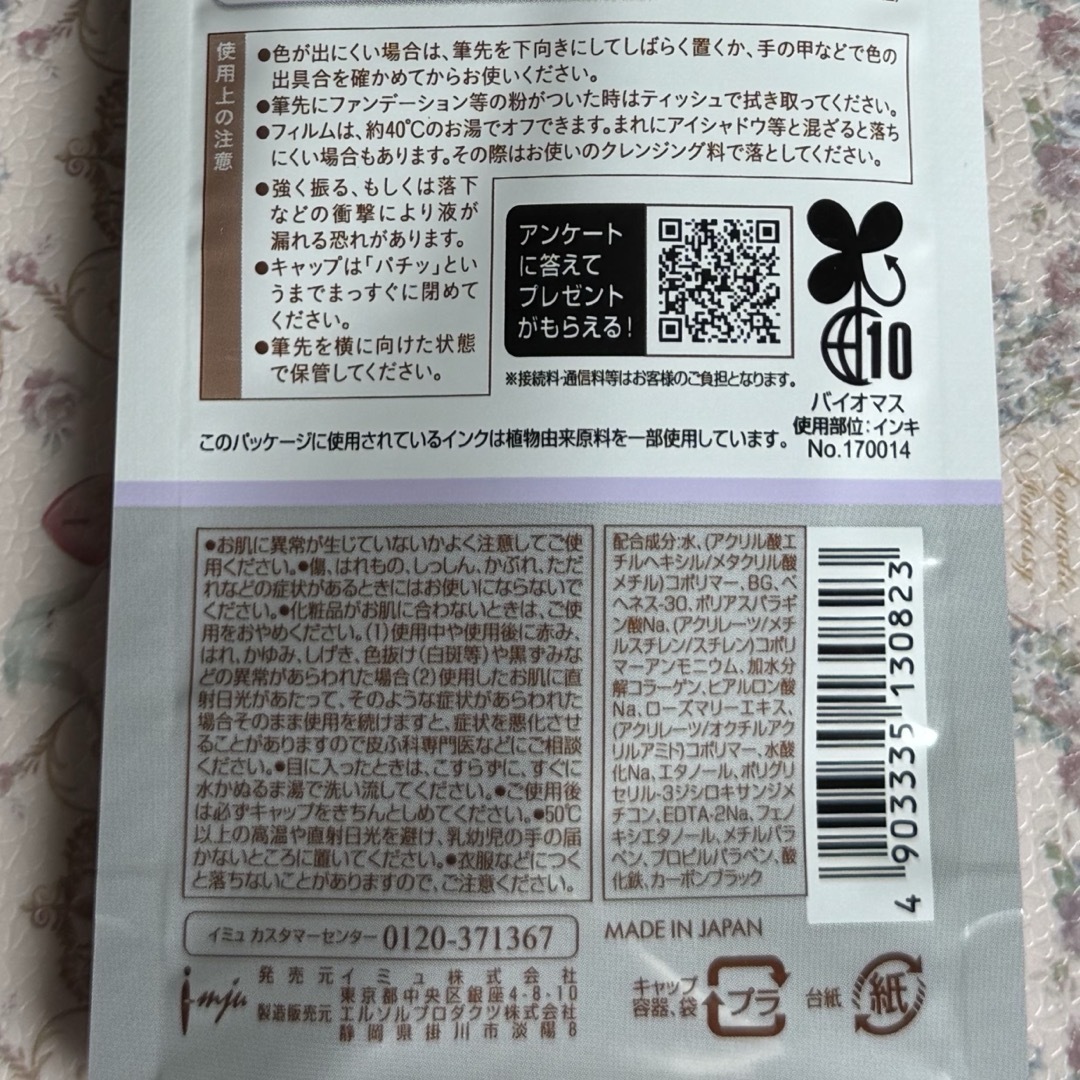 使用上の注意
●色が出にくい場合は、筆先を下向きにしてしばらく置くか、手の甲などで色の
出具合を確かめてからお使いください。
●筆先にファンデーション等の粉がついた時はティッシュで拭き取ってください。
●フィルムは、約40℃のお湯でオフできます。まれにアイシャドウ等と混ざると落ち
にくい場合もあります。その際はお使いのクレンジング料で落としてください。
●強く振る、もしくは落下
などの衝撃により液が
漏れる恐れがあります。
●キャップは「パチッ」とい
うまでまっすぐに閉めて
ください。
●筆先を横に向けた状態
で保管してください。
アンケート
に答えて
プレゼント
がもらえる!
※接続料・通信料等はお客様のご負担となります。
10
バイオマス
使用部位:インキ
No.170014
このパッケージに使用されているインクは植物由来原料を一部使用しています。
●お肌に異常が生じていないかよく注意してご使
用ください。●傷、はれもの、しっしん、かぶれ、ただ
れなどの症状があるときにはお使いにならないで
ください。●化粧品がお肌に合わないときは、ご使
用をおやめください。(1)使用中や使用後に赤み、
はれ、かゆみ、しげき、色抜け(白斑等)や黒ずみな
どの異常があらわれた場合(2)使用したお肌に直
射日光があたって、そのような症状があらわれた
場合そのまま使用を続けますと、症状を悪化させ
ることがありますので皮ふ科専門医などにご相談
ください。●目に入ったときは、こすらずに、すぐに
水かぬるま湯で洗い流してください。●ご使用後
は必ずキャップをきちんとしめてください。●50℃
以上の高温や直射日光を避け、乳幼児の手の届
かないところに置いてください。●衣服などにつく
と落ちないことがありますので、ご注意ください。
配合成分:水、(アクリル酸エ
チルヘキシル/メタクリル酸
メチル)コポリマー、BG、ベ
ヘネス-30、ポリアスパラギ
ン酸Na、(アクリレーツ/メチ
ルスチレン/スチレン)コポリ
マーアンモニウム、加水分
解コラーゲン、ヒアルロン酸
Na、ローズマリーエキス、
(アクリレーツ/オクチルアク
リルアミド)コポリマー、水酸
化Na、エタノール、ポリグリ
セリル-3ジシロキサンジメ
チコン、EDTA-2Na、フェノ
キシエタノール、メチルパラ
ベン、プロピルパラベン、酸
化鉄、カーボンブラック
4 903335 130823
イミュ カスタマーセンター 0120-371367
MADE IN JAPAN
i-mju
発売元 イミュ株式会社
東京都中央区銀座4-8-10
製造販売元 エルソルプロダクツ株式会社
静岡県掛川市淡陽8
キャップ
容器、袋
プラ
台紙
紙